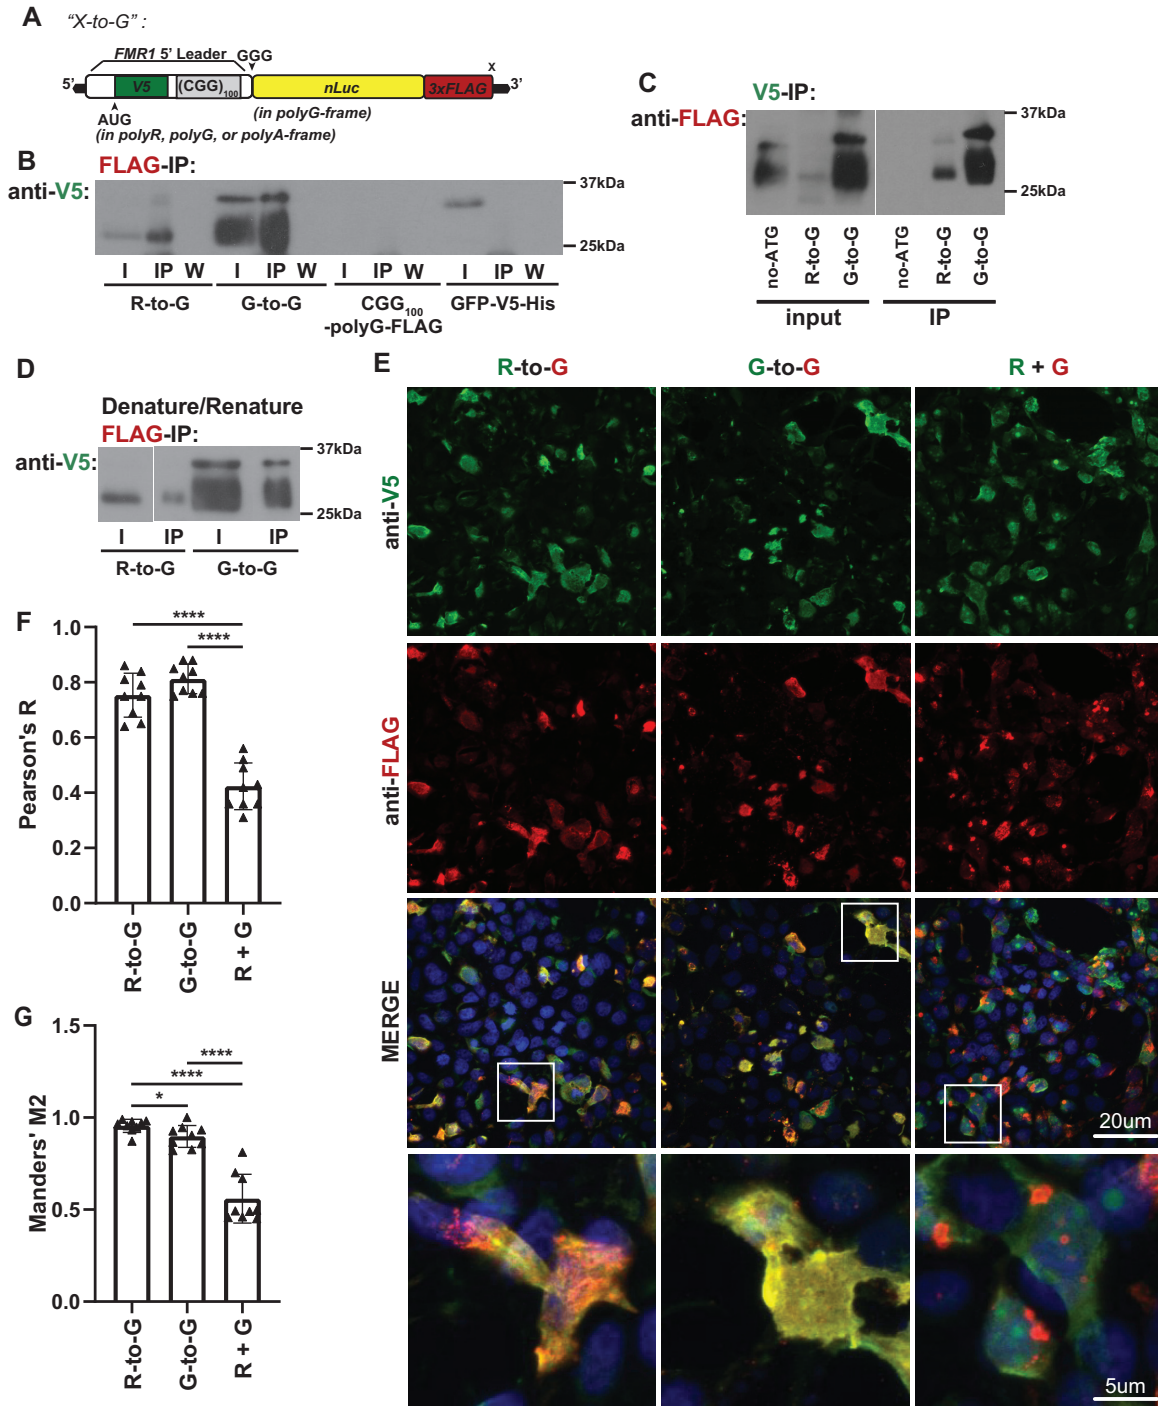 A
"X-to-G" :
FMR1 5' Leader
GGG
x
5'
V5
(CGG)100
nLuc
3xFLAG
3'
AUG
(in polyG-frame)
(in polyR, polyG, or polyA-frame)
B
FLAG-IP:
anti-V5:
37kDa
25kDa
I IP W I IP W I IP W I IP W
R-to-G G-to-G CGG100 GFP-V5-His
-polyG-FLAG
C
V5-IP:
anti-FLAG:
37kDa
25kDa
no-ATG R-to-G G-to-G no-ATG R-to-G G-to-G
input IP
D
Denature/Renature
FLAG-IP:
anti-V5:
37kDa
25kDa
I IP I IP
R-to-G G-to-G
E
R-to-G G-to-G R + G
anti-V5
anti-FLAG
MERGE
20um
5um
F
****
****
1.0
0.8
0.6
0.4
0.2
0.0
Pearson's R
R-to-G G-to-G R + G
G
****
****
*
1.5
1.0
0.5
0.0
Manders' M2
R-to-G G-to-G R + G